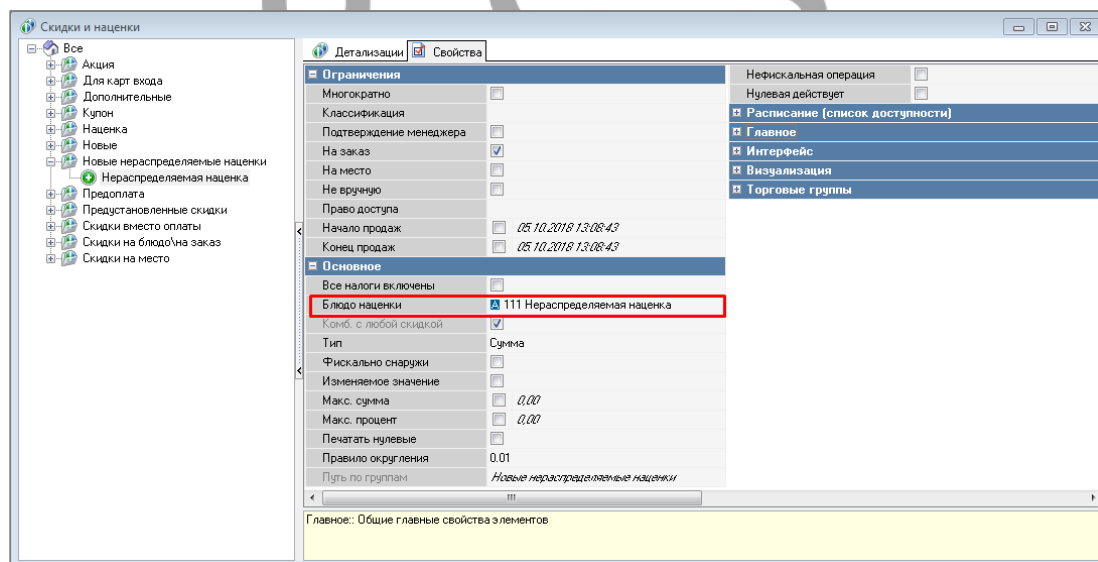 Скидки и наценки
Все
Акция
Для карт входа
Дополнительные
Купон
Наценка
Новые
Новые нераспределяемые наценки
Нераспределяемая наценка
Предоплата
Предустановленные скидки
Скидки вместо оплаты
Скидки на блюдо\на заказ
Скидки на место
Детализации Свойства
Ограничения
Многократно
Классификация
Подтверждение менеджера
На заказ
На место
Не вручную
Право доступа
Начало продаж 05.10.2018 13:08:43
Конец продаж 05.10.2018 13:08:43
Основное
Все налоги включены
Блюдо наценки 111 Нераспределяемая наценка
Комб. с любой скидкой
Тип Сумма
Фискально снаружи
Изменяемое значение
Макс. сумма 0,00
Макс. процент 0,00
Печатать нулевые
Правило округления 0.01
Путь по группам Новые нераспределяемые наценки
Нефискальная операция
Нулевая действует
Расписание (список доступности)
Главное
Интерфейс
Визуализация
Торговые группы
Главное:: Общие главные свойства элементов